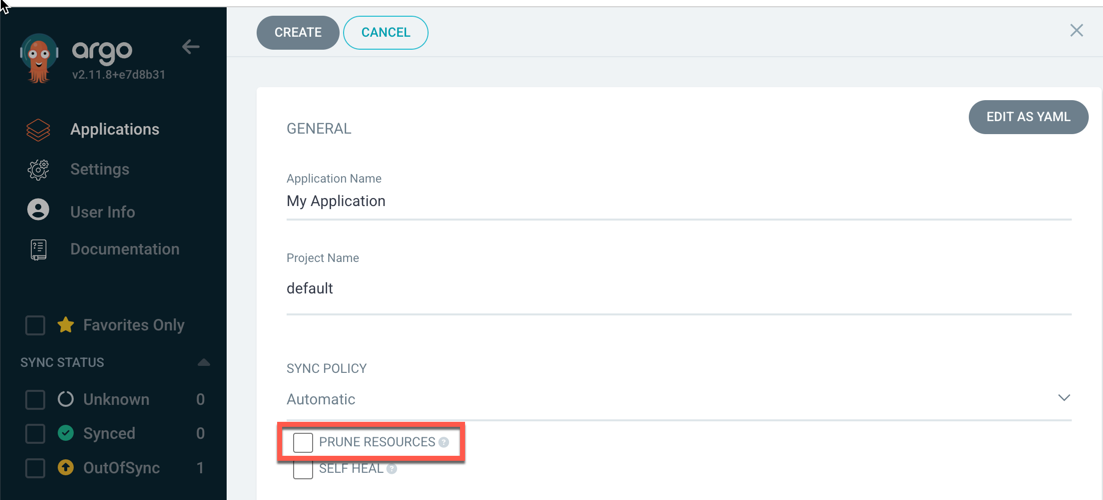 argo
v2.11.8+e7d8b31
Applications
Settings
User Info
Documentation
Favorites Only
SYNC STATUS
Unknown 0
Synced 0
OutOfSync 1
CREATE CANCEL
GENERAL
EDIT AS YAML
Application Name
My Application
Project Name
default
SYNC POLICY
Automatic
PRUNE RESOURCES ?
SELF HEAL ?